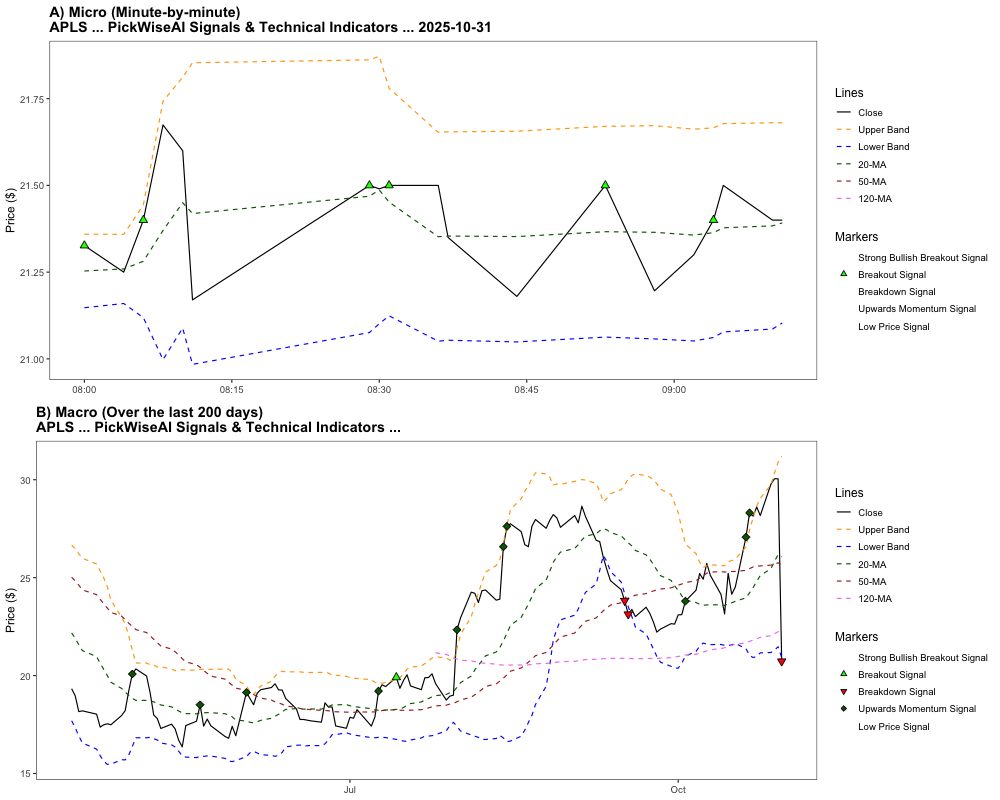 A) Micro (Minute-by-minute)
APLS ... PickWiseAI Signals & Technical Indicators ... 2025-10-31
Price ($)
21.75
21.50
21.25
21.00
08:00
08:15
08:30
08:45
09:00
Lines
Close
Upper Band
Lower Band
20-MA
50-MA
120-MA
Markers
Strong Bullish Breakout Signal
Breakout Signal
Breakdown Signal
Upwards Momentum Signal
Low Price Signal
B) Macro (Over the last 200 days)
APLS ... PickWiseAI Signals & Technical Indicators ...
Price ($)
30
25
20
15
Jul
Oct
Lines
Close
Upper Band
Lower Band
20-MA
50-MA
120-MA
Markers
Strong Bullish Breakout Signal
Breakout Signal
Breakdown Signal
Upwards Momentum Signal
Low Price Signal